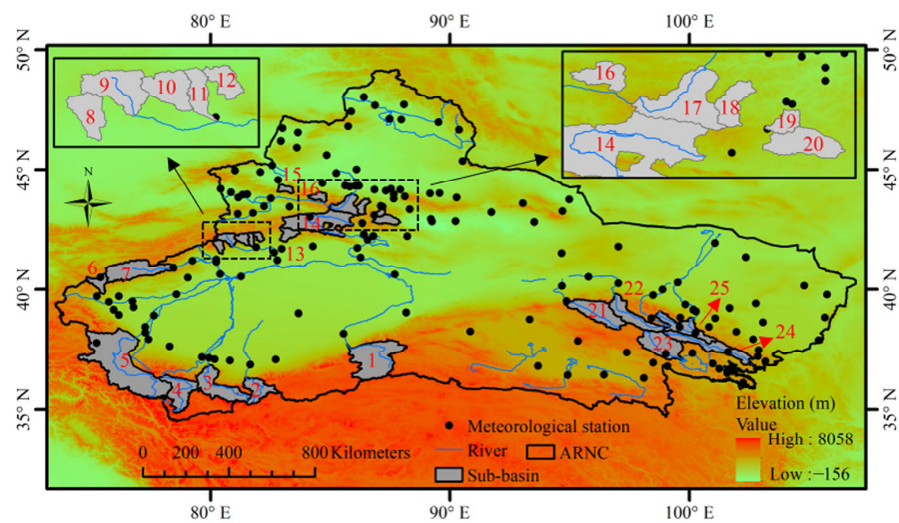 80° E 90° E 100° E
50° N 50° N
9 10 11 12
8
16
17 18
14 19
20
N
45° N 45° N
15
16
14
13
6 7
40° N 40° N
22 25
21
24
23
5 1
4 3 2
35° N 35° N
Elevation (m)
Value
High : 8058
Low :−156
Meteorological station
River ARNC
Sub-basin
0 200 400 800 Kilometers
80° E 90° E 100° E